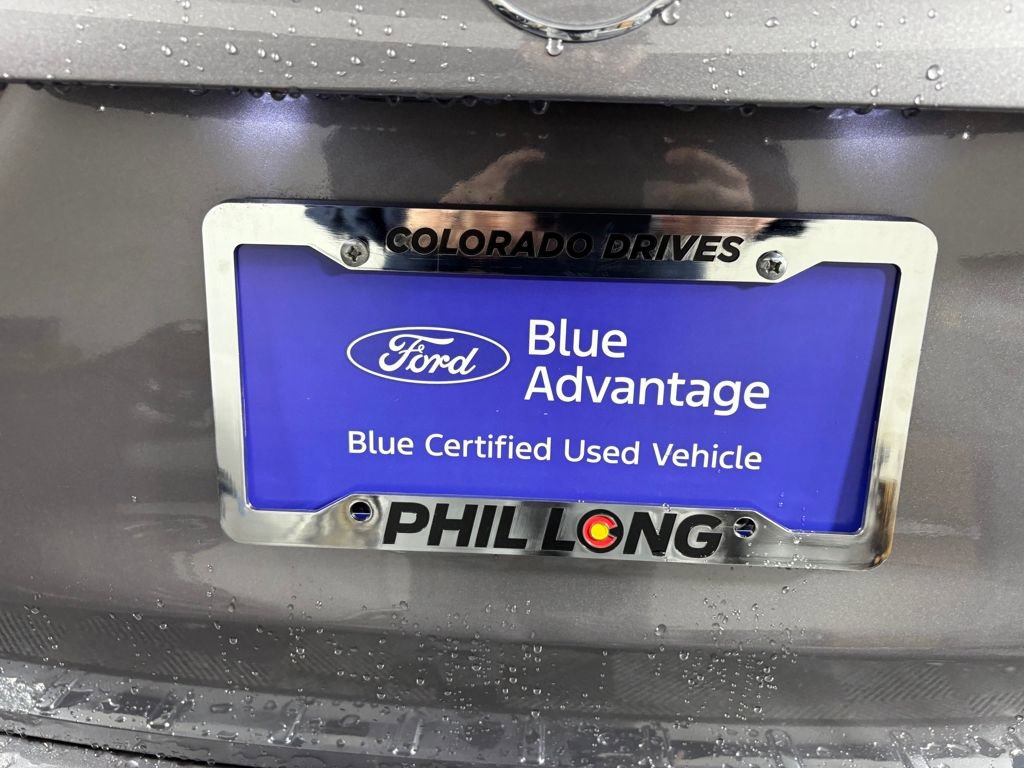 COLORADO DRIVES
Ford
Blue
Advantage
Blue Certified Used Vehicle
PHIL LONG